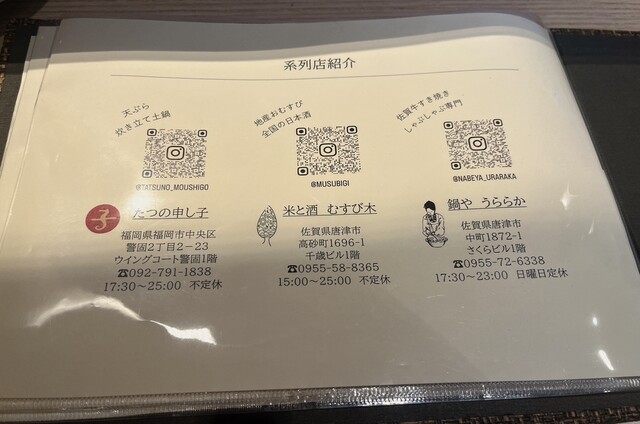 系列店紹介
天ぷら
炊き立て土鍋
@TATSUNO_MOUSHIGO
子
たつの申し子
福岡県福岡市中央区
警固2丁目2−23
ウイングコート警固1階
☎092-791-1838
17:30〜25:00 不定休
地産おむすび
全国の日本酒
@MUSUBIGI
米と酒 むすび木
佐賀県唐津市
高砂町1696-1
千歳ビル1階
☎0955-58-8365
15:00〜25:00 不定休
佐賀牛すき焼き
しゃぶしゃぶ専門
@NABEYA_URARAKA
鍋や うららか
佐賀県唐津市
中町1872-1
さくらビル1階
☎0955-72-6338
17:30〜23:00 日曜日定休